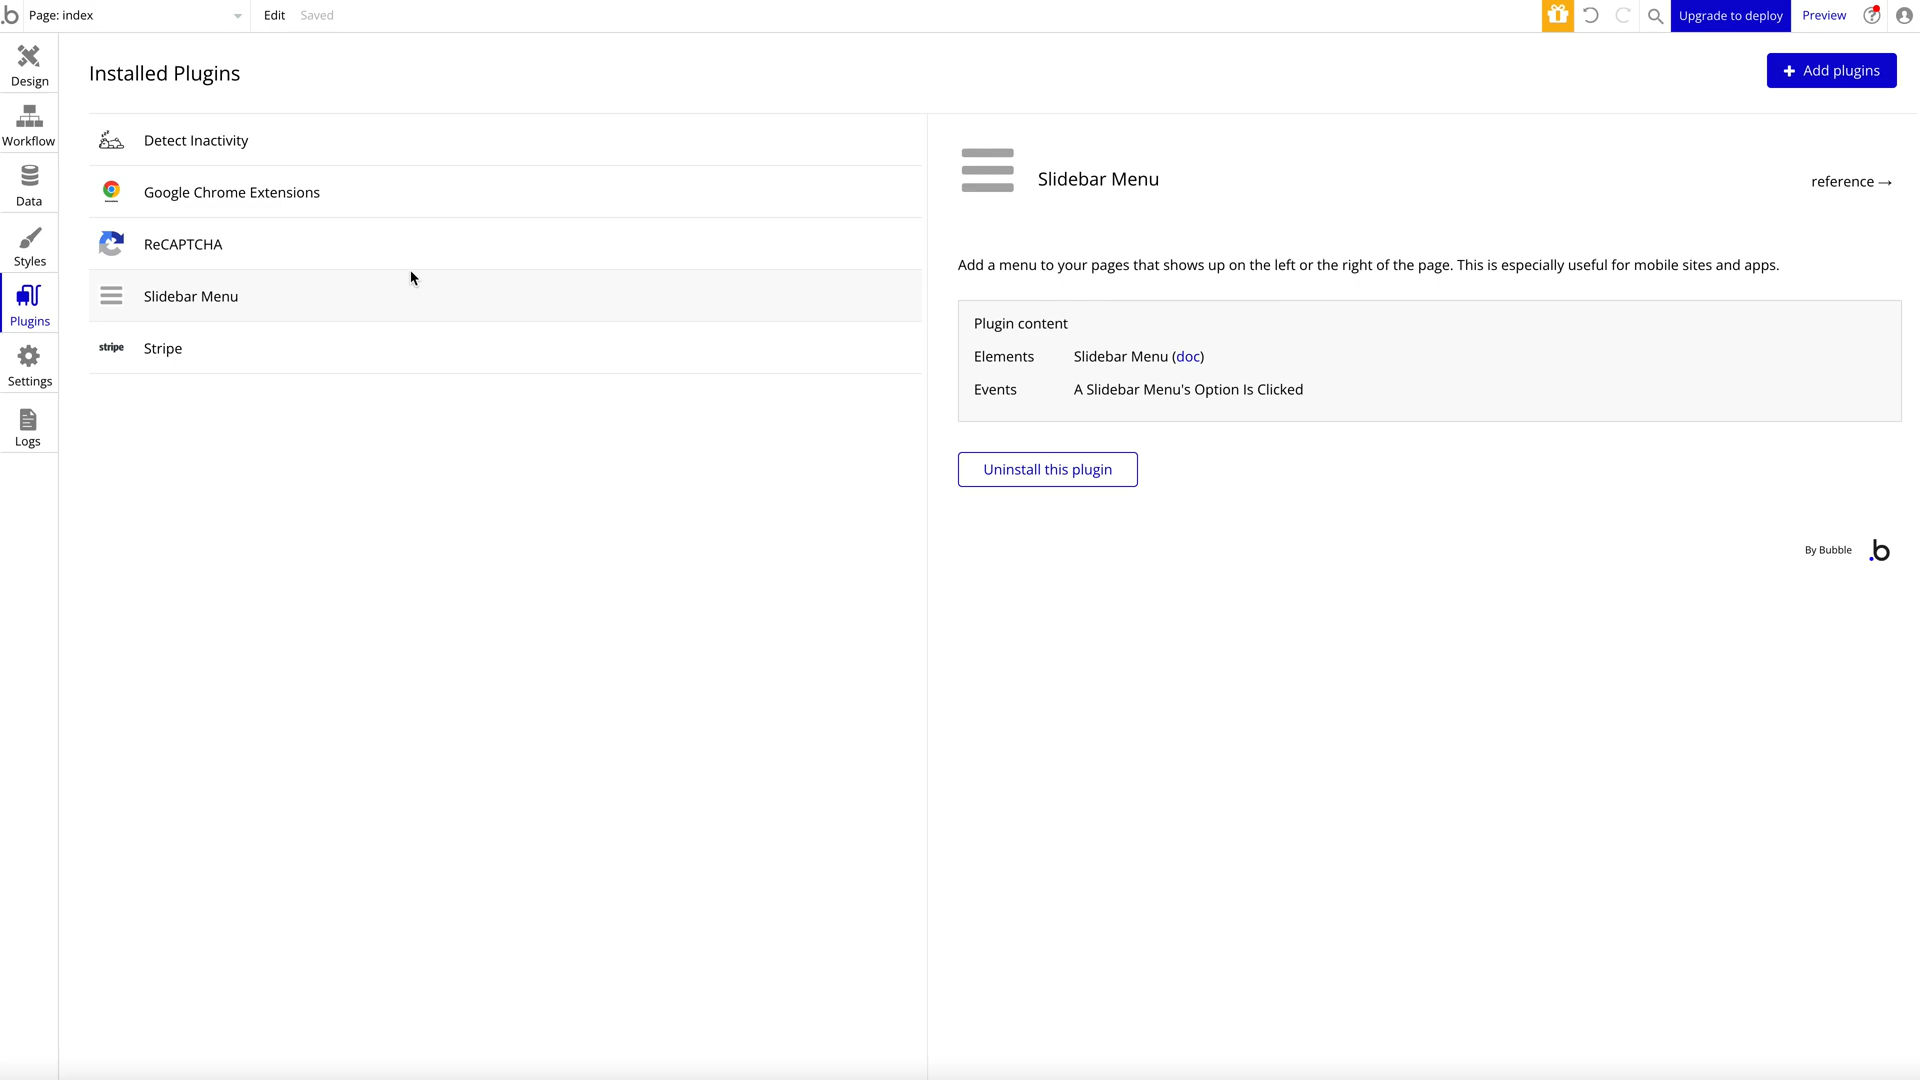 Page: index
Edit
Saved
Upgrade to deploy
Preview
Design
Workflow
Data
Styles
Plugins
Settings
Logs
Installed Plugins
Add plugins
Detect Inactivity
Google Chrome Extensions
ReCAPTCHA
Slidebar Menu
stripe
Stripe
Slidebar Menu
reference →
Add a menu to your pages that shows up on the left or the right of the page. This is especially useful for mobile sites and apps.
Plugin content
Elements Slidebar Menu (doc)
Events A Slidebar Menu's Option Is Clicked
Uninstall this plugin
By Bubble